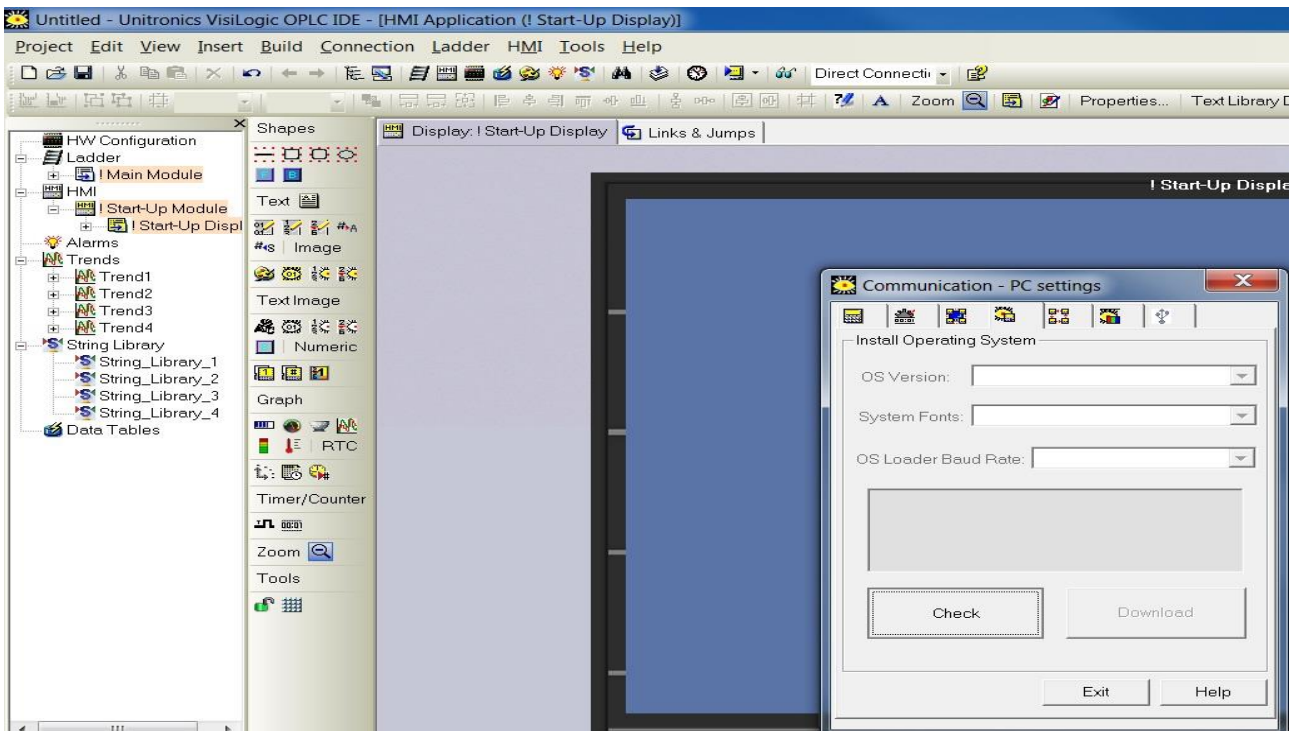 Untitled - Unitronics VisiLogic OPLC IDE - [HMI Application (! Start-Up Display)]
Project Edit View Insert Build Connection Ladder HMI Tools Help
Direct Connecti
A Zoom Properties... Text Library D
HW Configuration
Ladder
! Main Module
HMI
! Start-Up Module
! Start-Up Displ
Alarms
Trends
Trend1
Trend2
Trend3
Trend4
String Library
String_Library_1
String_Library_2
String_Library_3
String_Library_4
Data Tables
Shapes
Text
Image
Text Image
Numeric
Graph
RTC
Timer/Counter
Zoom
Tools
Display: ! Start-Up Display Links & Jumps
! Start-Up Displa
Communication - PC settings
Install Operating System
OS Version:
System Fonts:
OS Loader Baud Rate:
Check Download
Exit Help